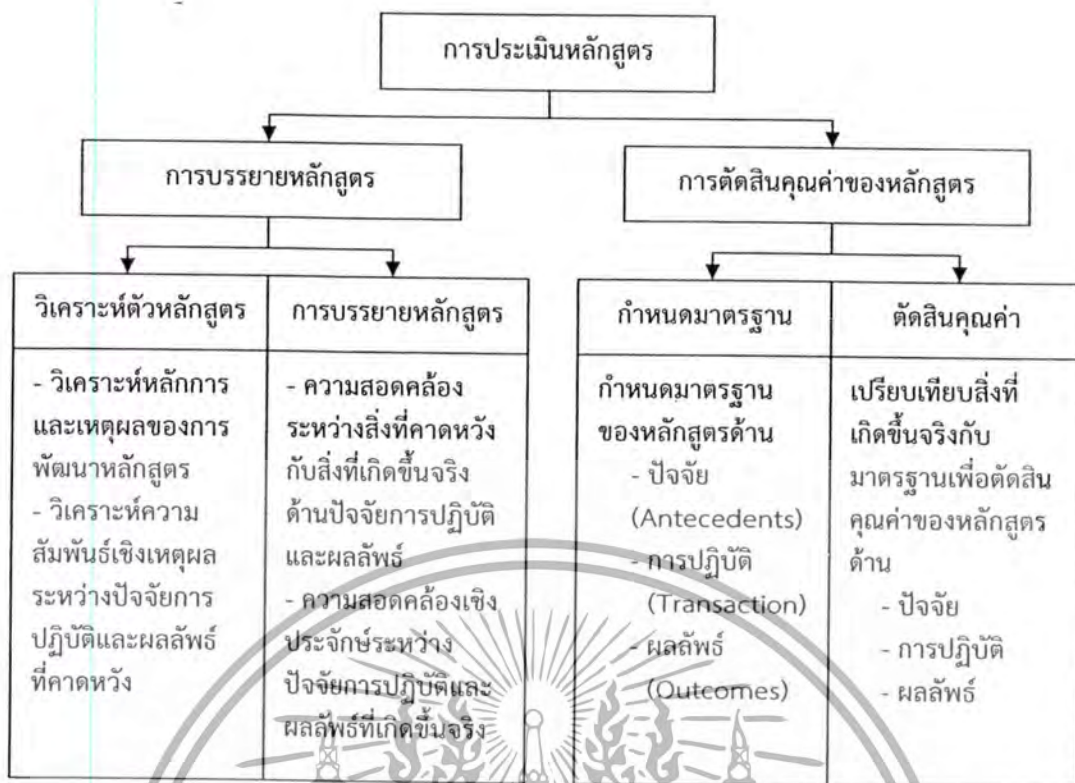 การประเมินหลักสูตร
การบรรยายหลักสูตร
การตัดสินคุณค่าของหลักสูตร
วิเคราะห์ตัวหลักสูตร
- วิเคราะห์หลักการ
และเหตุผลของการ
พัฒนาหลักสูตร
- วิเคราะห์ความ
สัมพันธ์เชิงเหตุผล
ระหว่างปัจจัยการ
ปฏิบัติและผลลัพธ์
ที่คาดหวัง
การบรรยายหลักสูตร
- ความสอดคล้อง
ระหว่างสิ่งที่คาดหวัง
กับสิ่งที่เกิดขึ้นจริง
ด้านปัจจัยการปฏิบัติ
และผลลัพธ์
- ความสอดคล้องเชิง
ประจักษ์ระหว่าง
ปัจจัยการปฏิบัติและ
ผลลัพธ์ที่เกิดขึ้นจริง
กำหนดมาตรฐาน
กำหนดมาตรฐาน
ของหลักสูตรด้าน
- ปัจจัย
(Antecedents)
- การปฏิบัติ
(Transaction)
- ผลลัพธ์
(Outcomes)
ตัดสินคุณค่า
เปรียบเทียบสิ่งที่
เกิดขึ้นจริงกับ
มาตรฐานเพื่อตัดสิน
คุณค่าของหลักสูตร
ด้าน
- ปัจจัย
- การปฏิบัติ
- ผลลัพธ์